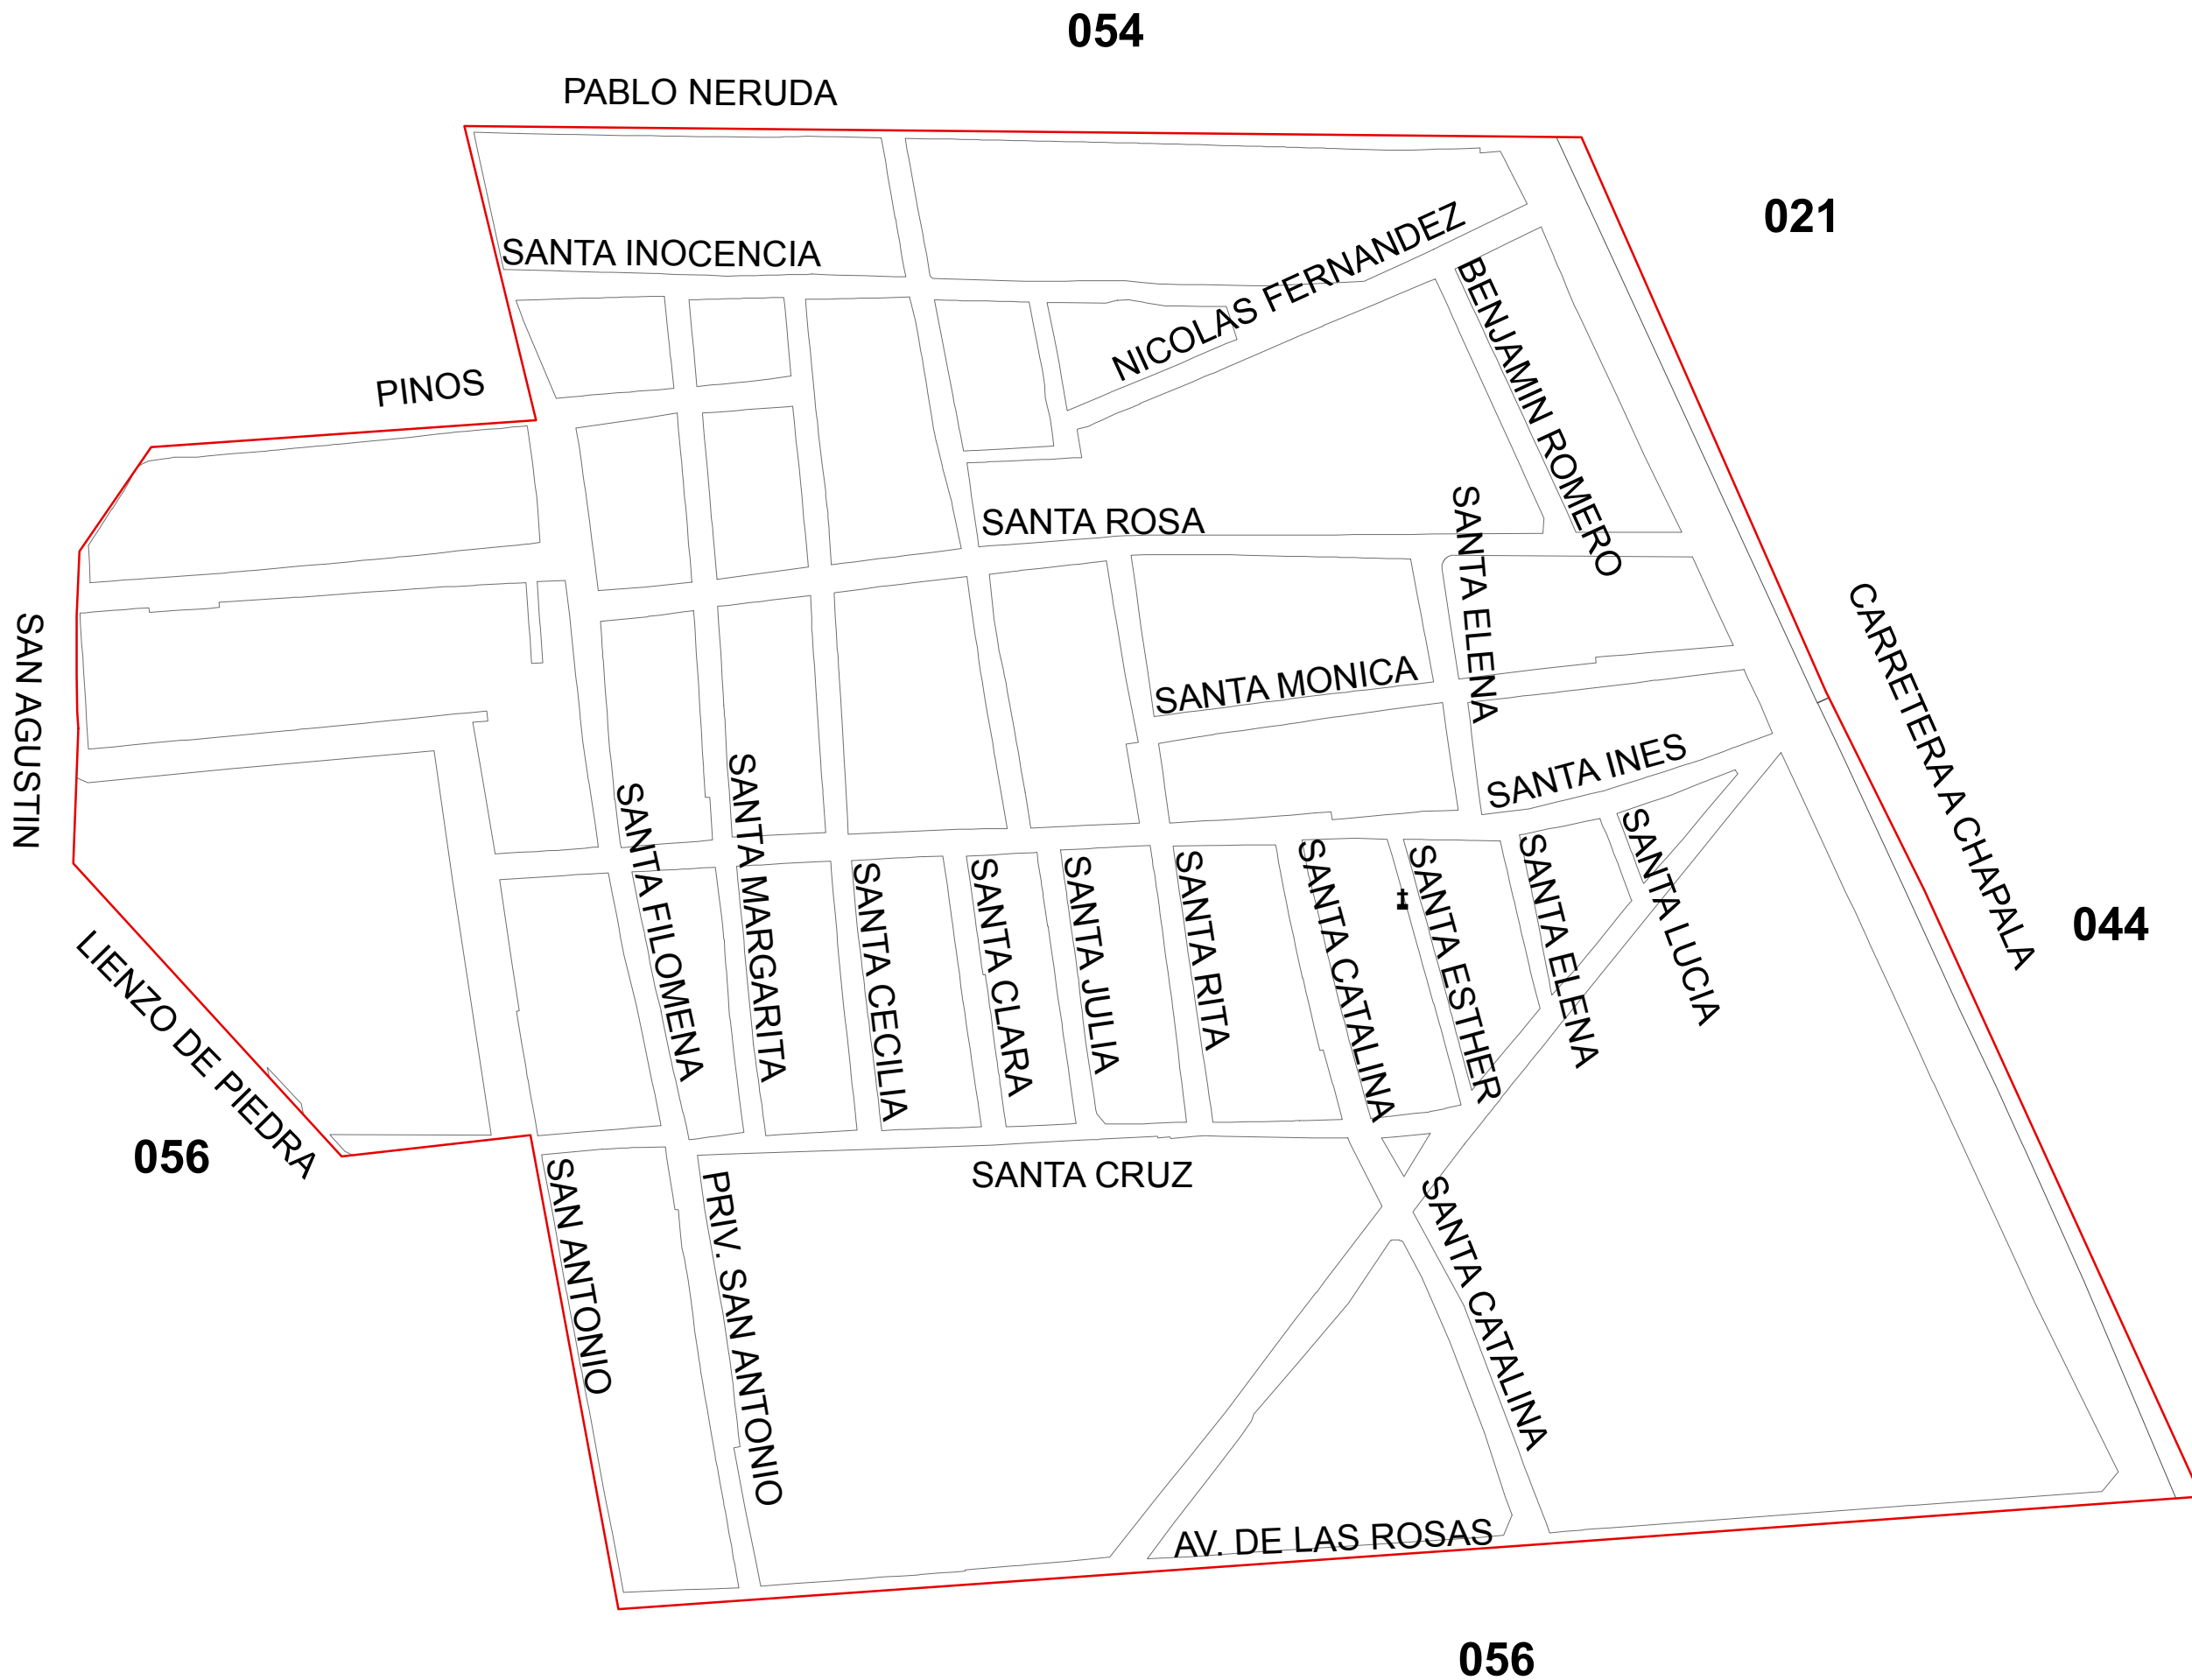 054
PABLO NERUDA
021
SANTA INOCENCIA
NICOLAS FERNANDEZ
BENJAMIN ROMERO
PINOS
SANTA ROSA
SANTA ELENA
CARRETERA A CHAPALA
SAN AGUSTIN
SANTA MONICA
SANTA INES
SANTA FILOMENA
SANTA MARGARITA
SANTA CECILIA
SANTA CLARA
SANTA JULIA
SANTA RITA
SANTA CATALINA
SANTA ESTHER
SANTA ELENA
SANTA LUCIA
044
LIENZO DE PIEDRA
056
SANTA CRUZ
SAN ANTONIO
PRIV. SAN ANTONIO
SANTA CATALINA
AV. DE LAS ROSAS
056